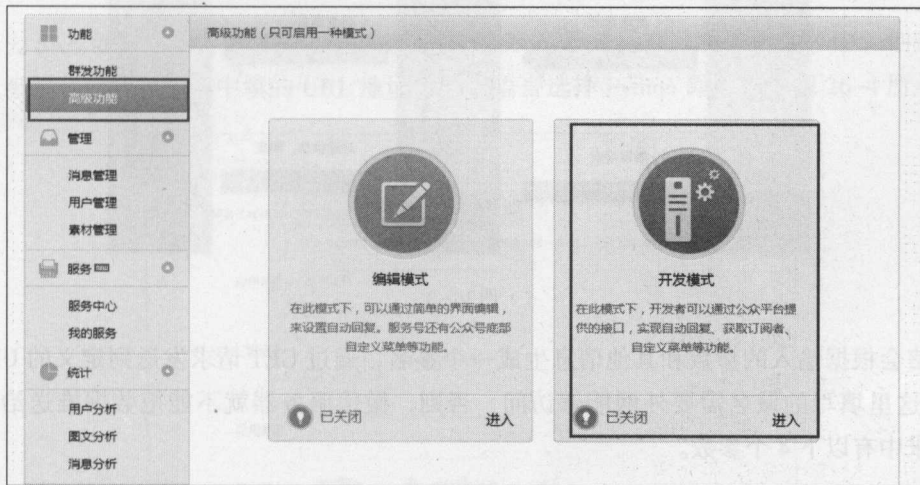 功能
群发功能
高级功能
管理
消息管理
用户管理
素材管理
服务
服务中心
我的服务
统计
用户分析
图文分析
消息分析
高级功能（只可启用一种模式）
编辑模式
在此模式下，可以通过简单的界面编辑，
来设置自动回复。服务号还有公众号底部
自定义菜单等功能。
已关闭
进入
开发模式
在此模式下，开发者可以通过公众平台提
供的接口，实现自动回复、获取订阅者、
自定义菜单等功能。
已关闭
进入